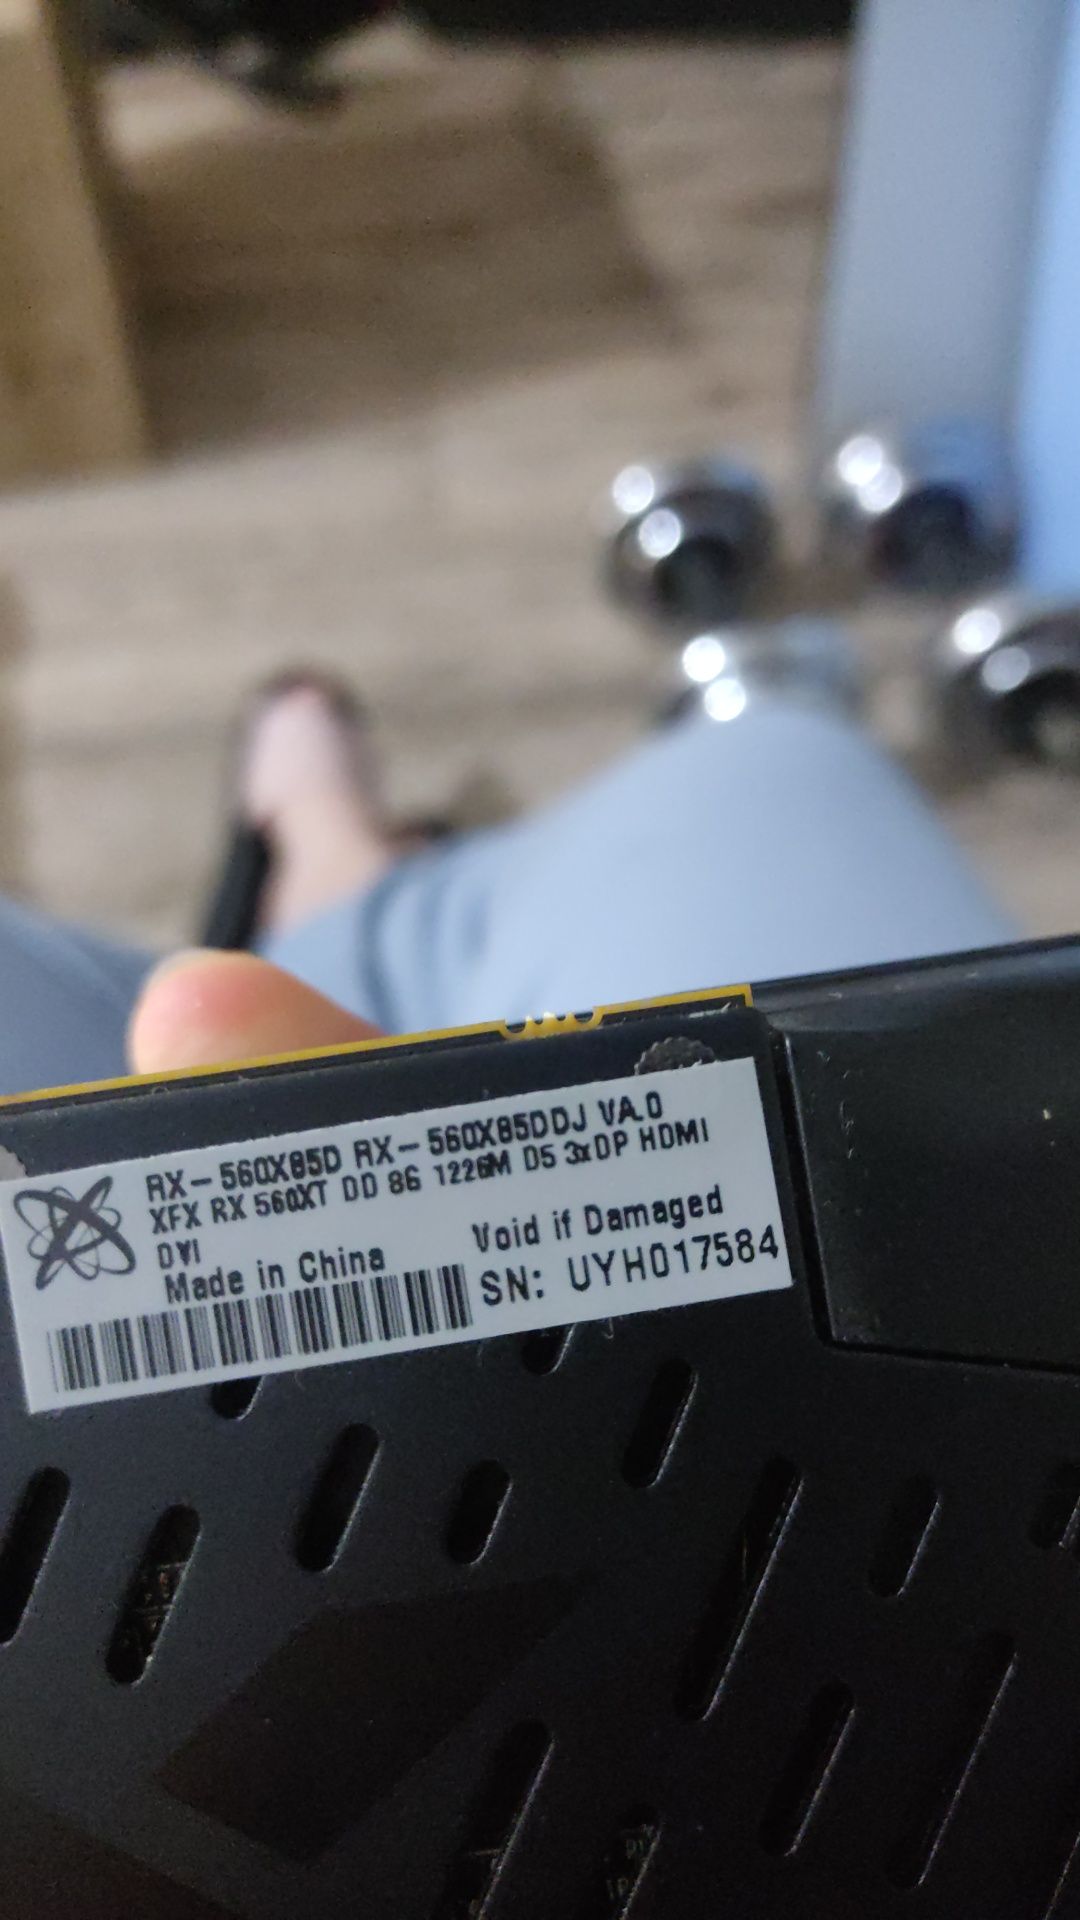 RX-560X85D RX-560X85DDJ VA.0
XFX RX 560XT DD 8G 1226M D5 3xDP HDMI
DVI
Made in China
Void if Damaged
SN: UYH017584